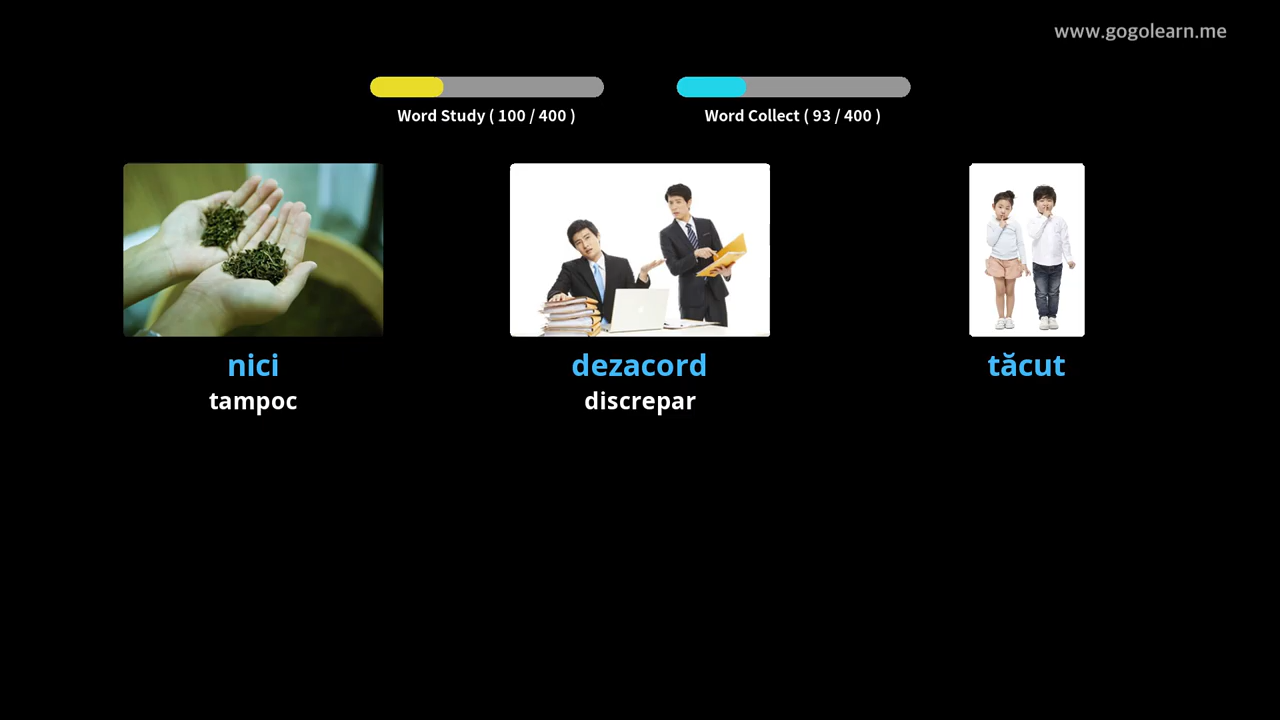 www.gogolearn.me
Word Study ( 100 / 400 )
Word Collect ( 93 / 400 )
nici
tampoc
dezacord
discrepar
tăcut